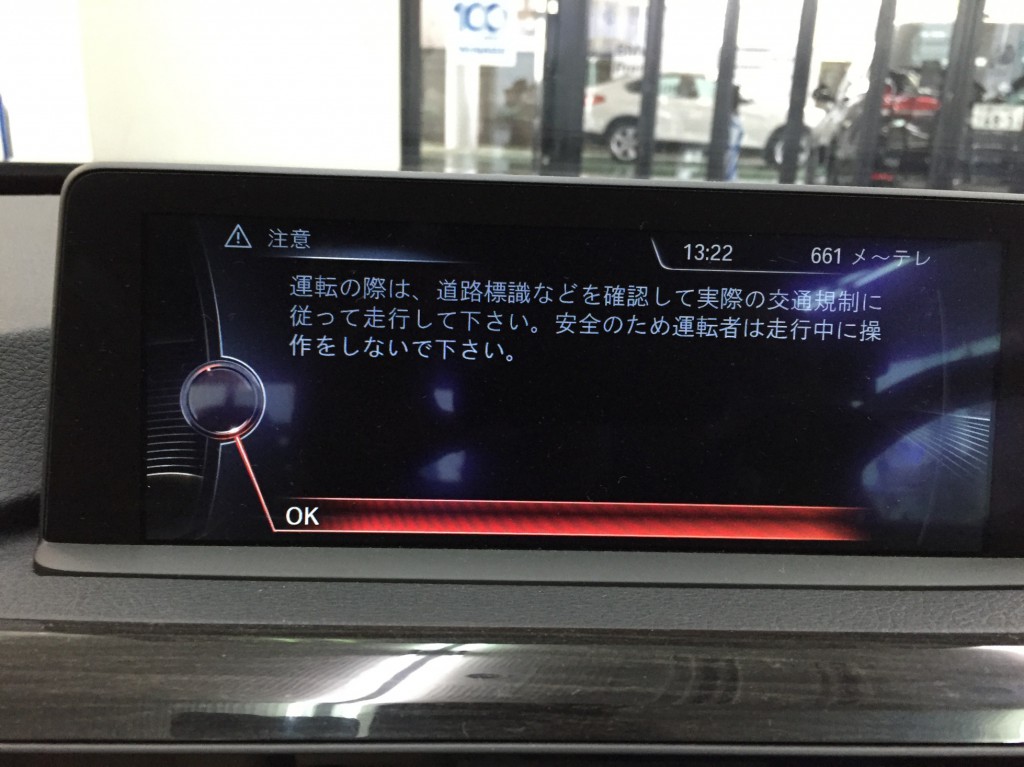 100
注意
13:22
661 メ〜テレ
運転の際は、道路標識などを確認して実際の交通規制に
従って走行して下さい。安全のため運転者は走行中に操
作をしないで下さい。
OK